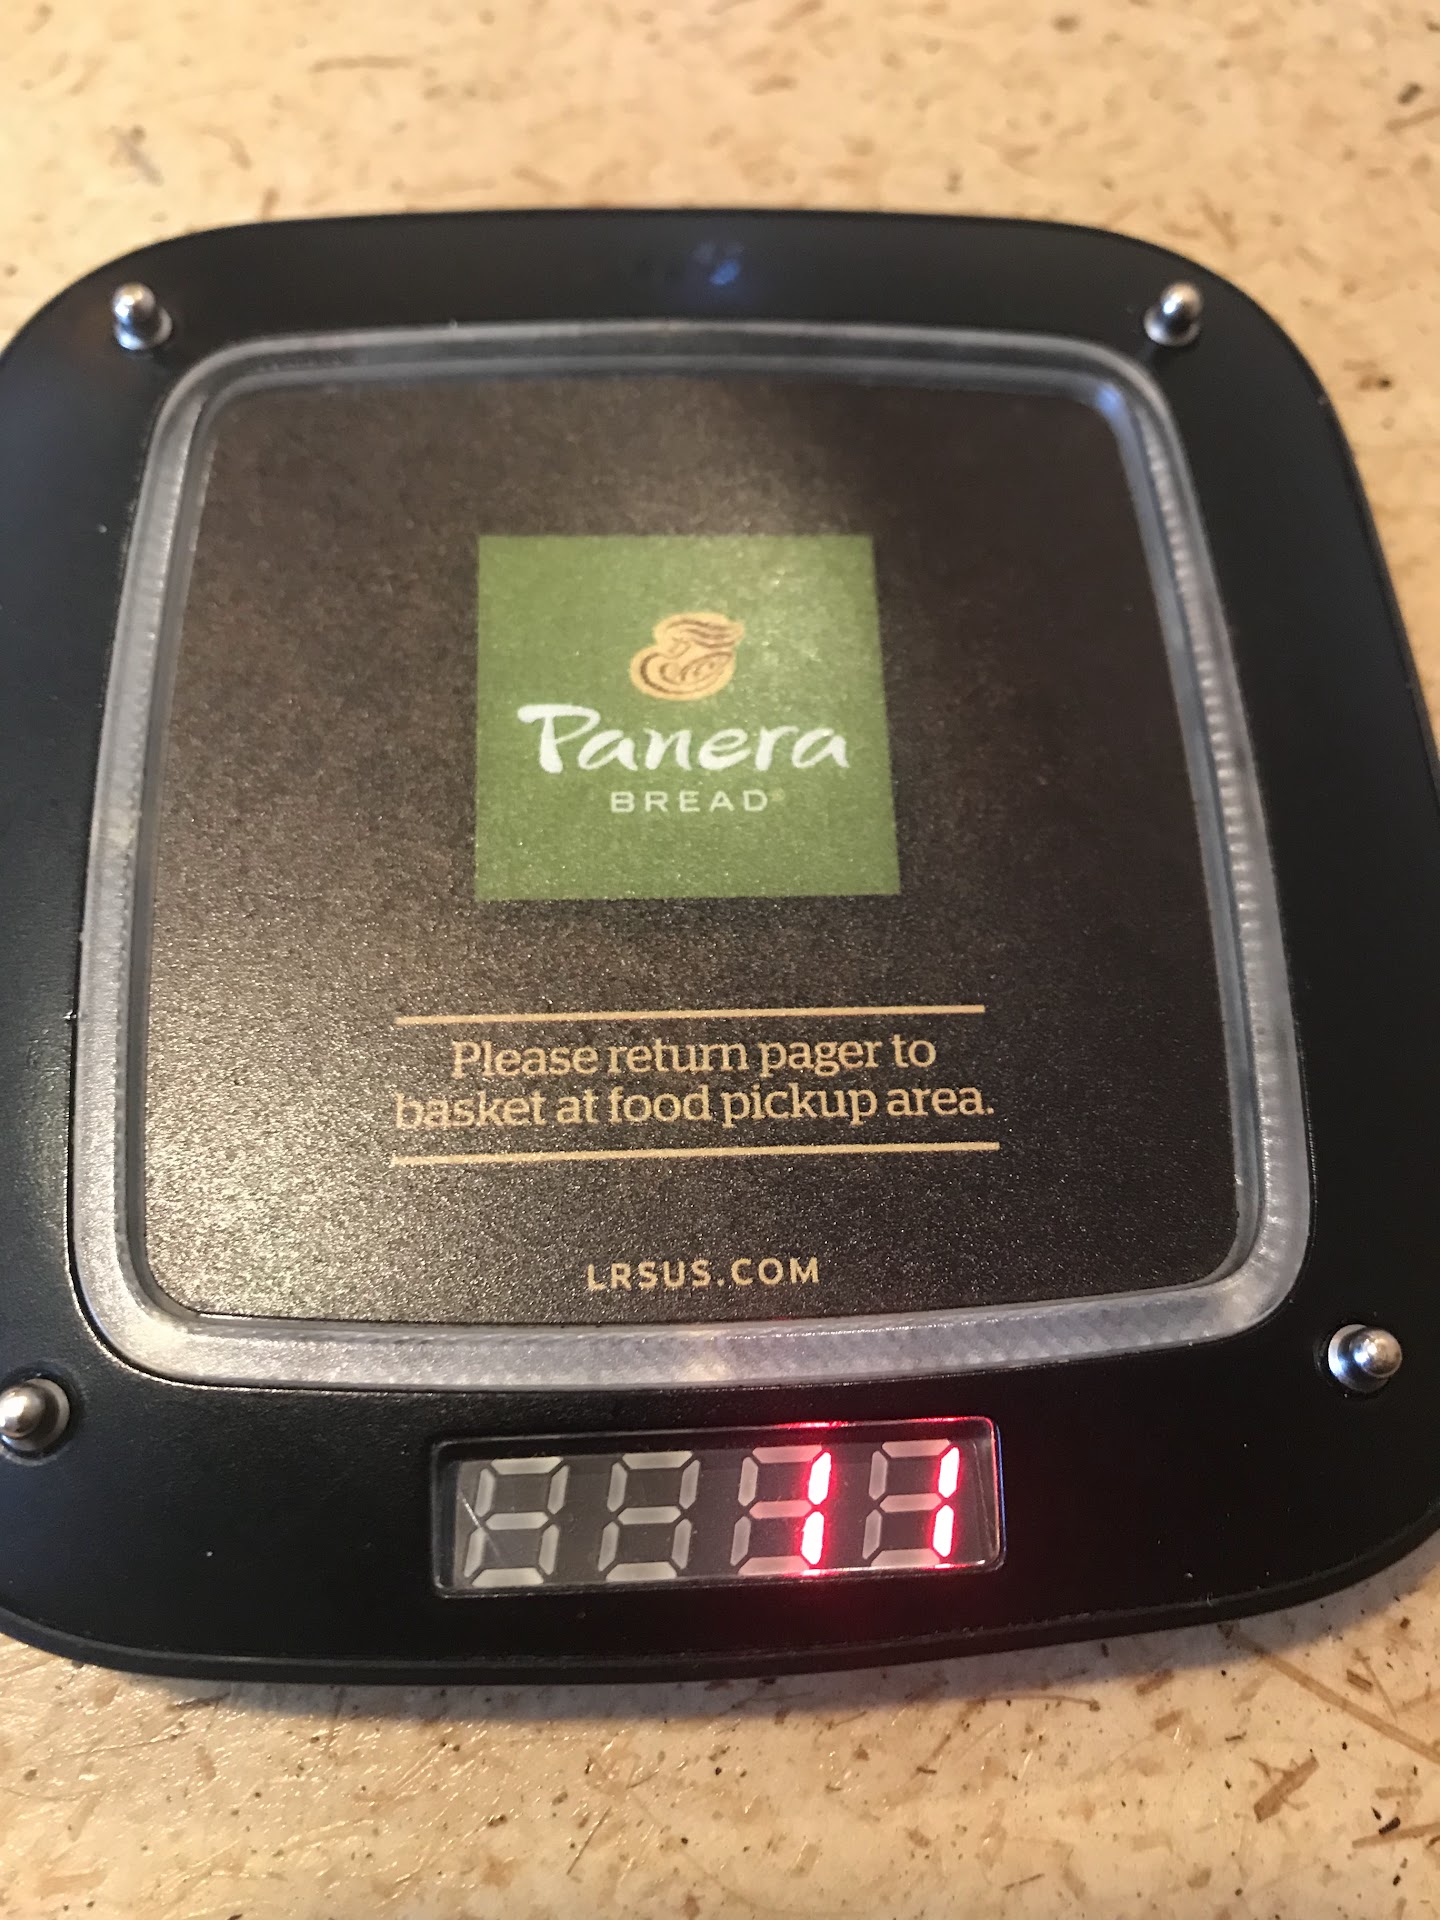 Panera
BREAD®
Please return pager to
basket at food pickup area.
LRSUS.COM
11